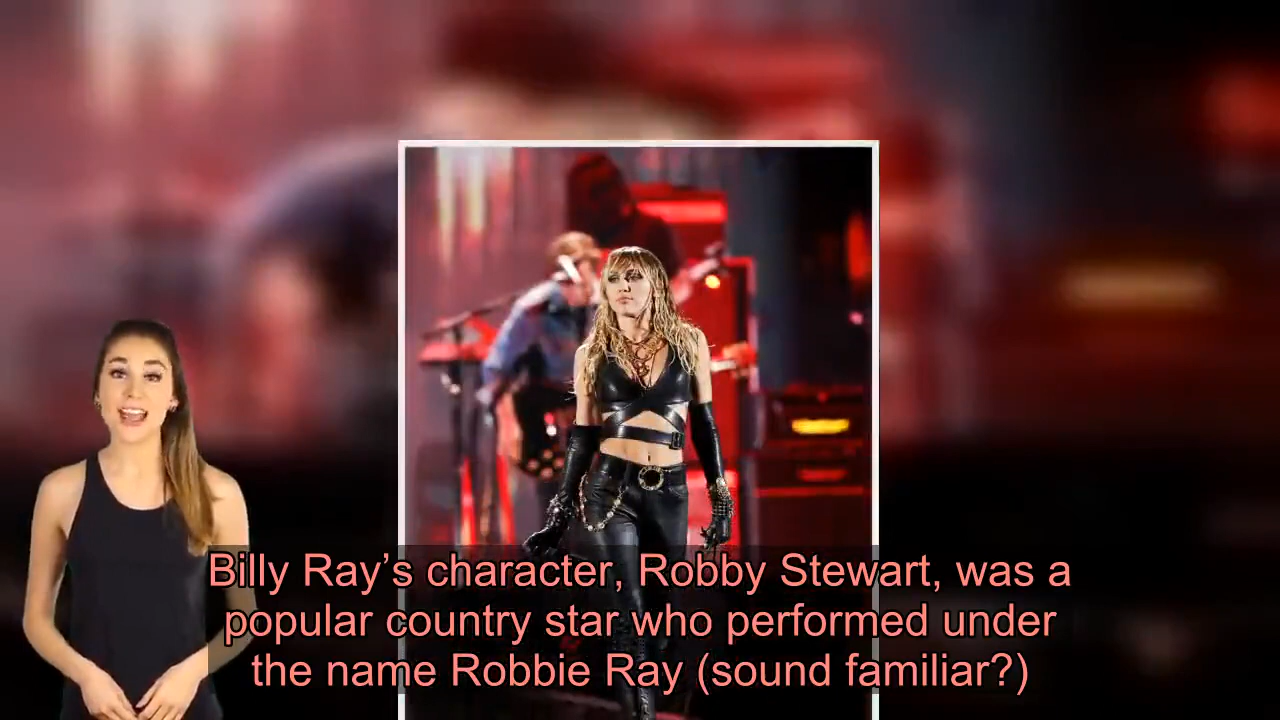 Billy Ray’s character, Robby Stewart, was a
popular country star who performed under
the name Robbie Ray (sound familiar?)